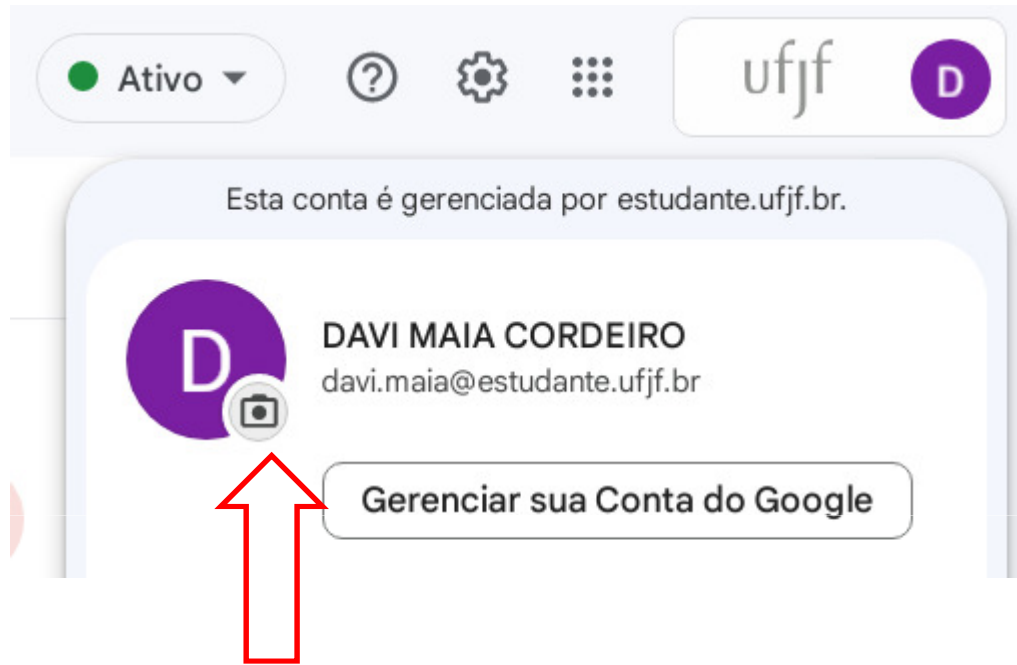 Ativo
ufjf
D
Esta conta é gerenciada por estudante.ufjf.br.
D
DAVI MAIA CORDEIRO
davi.maia@estudante.ufjf.br
Gerenciar sua Conta do Google